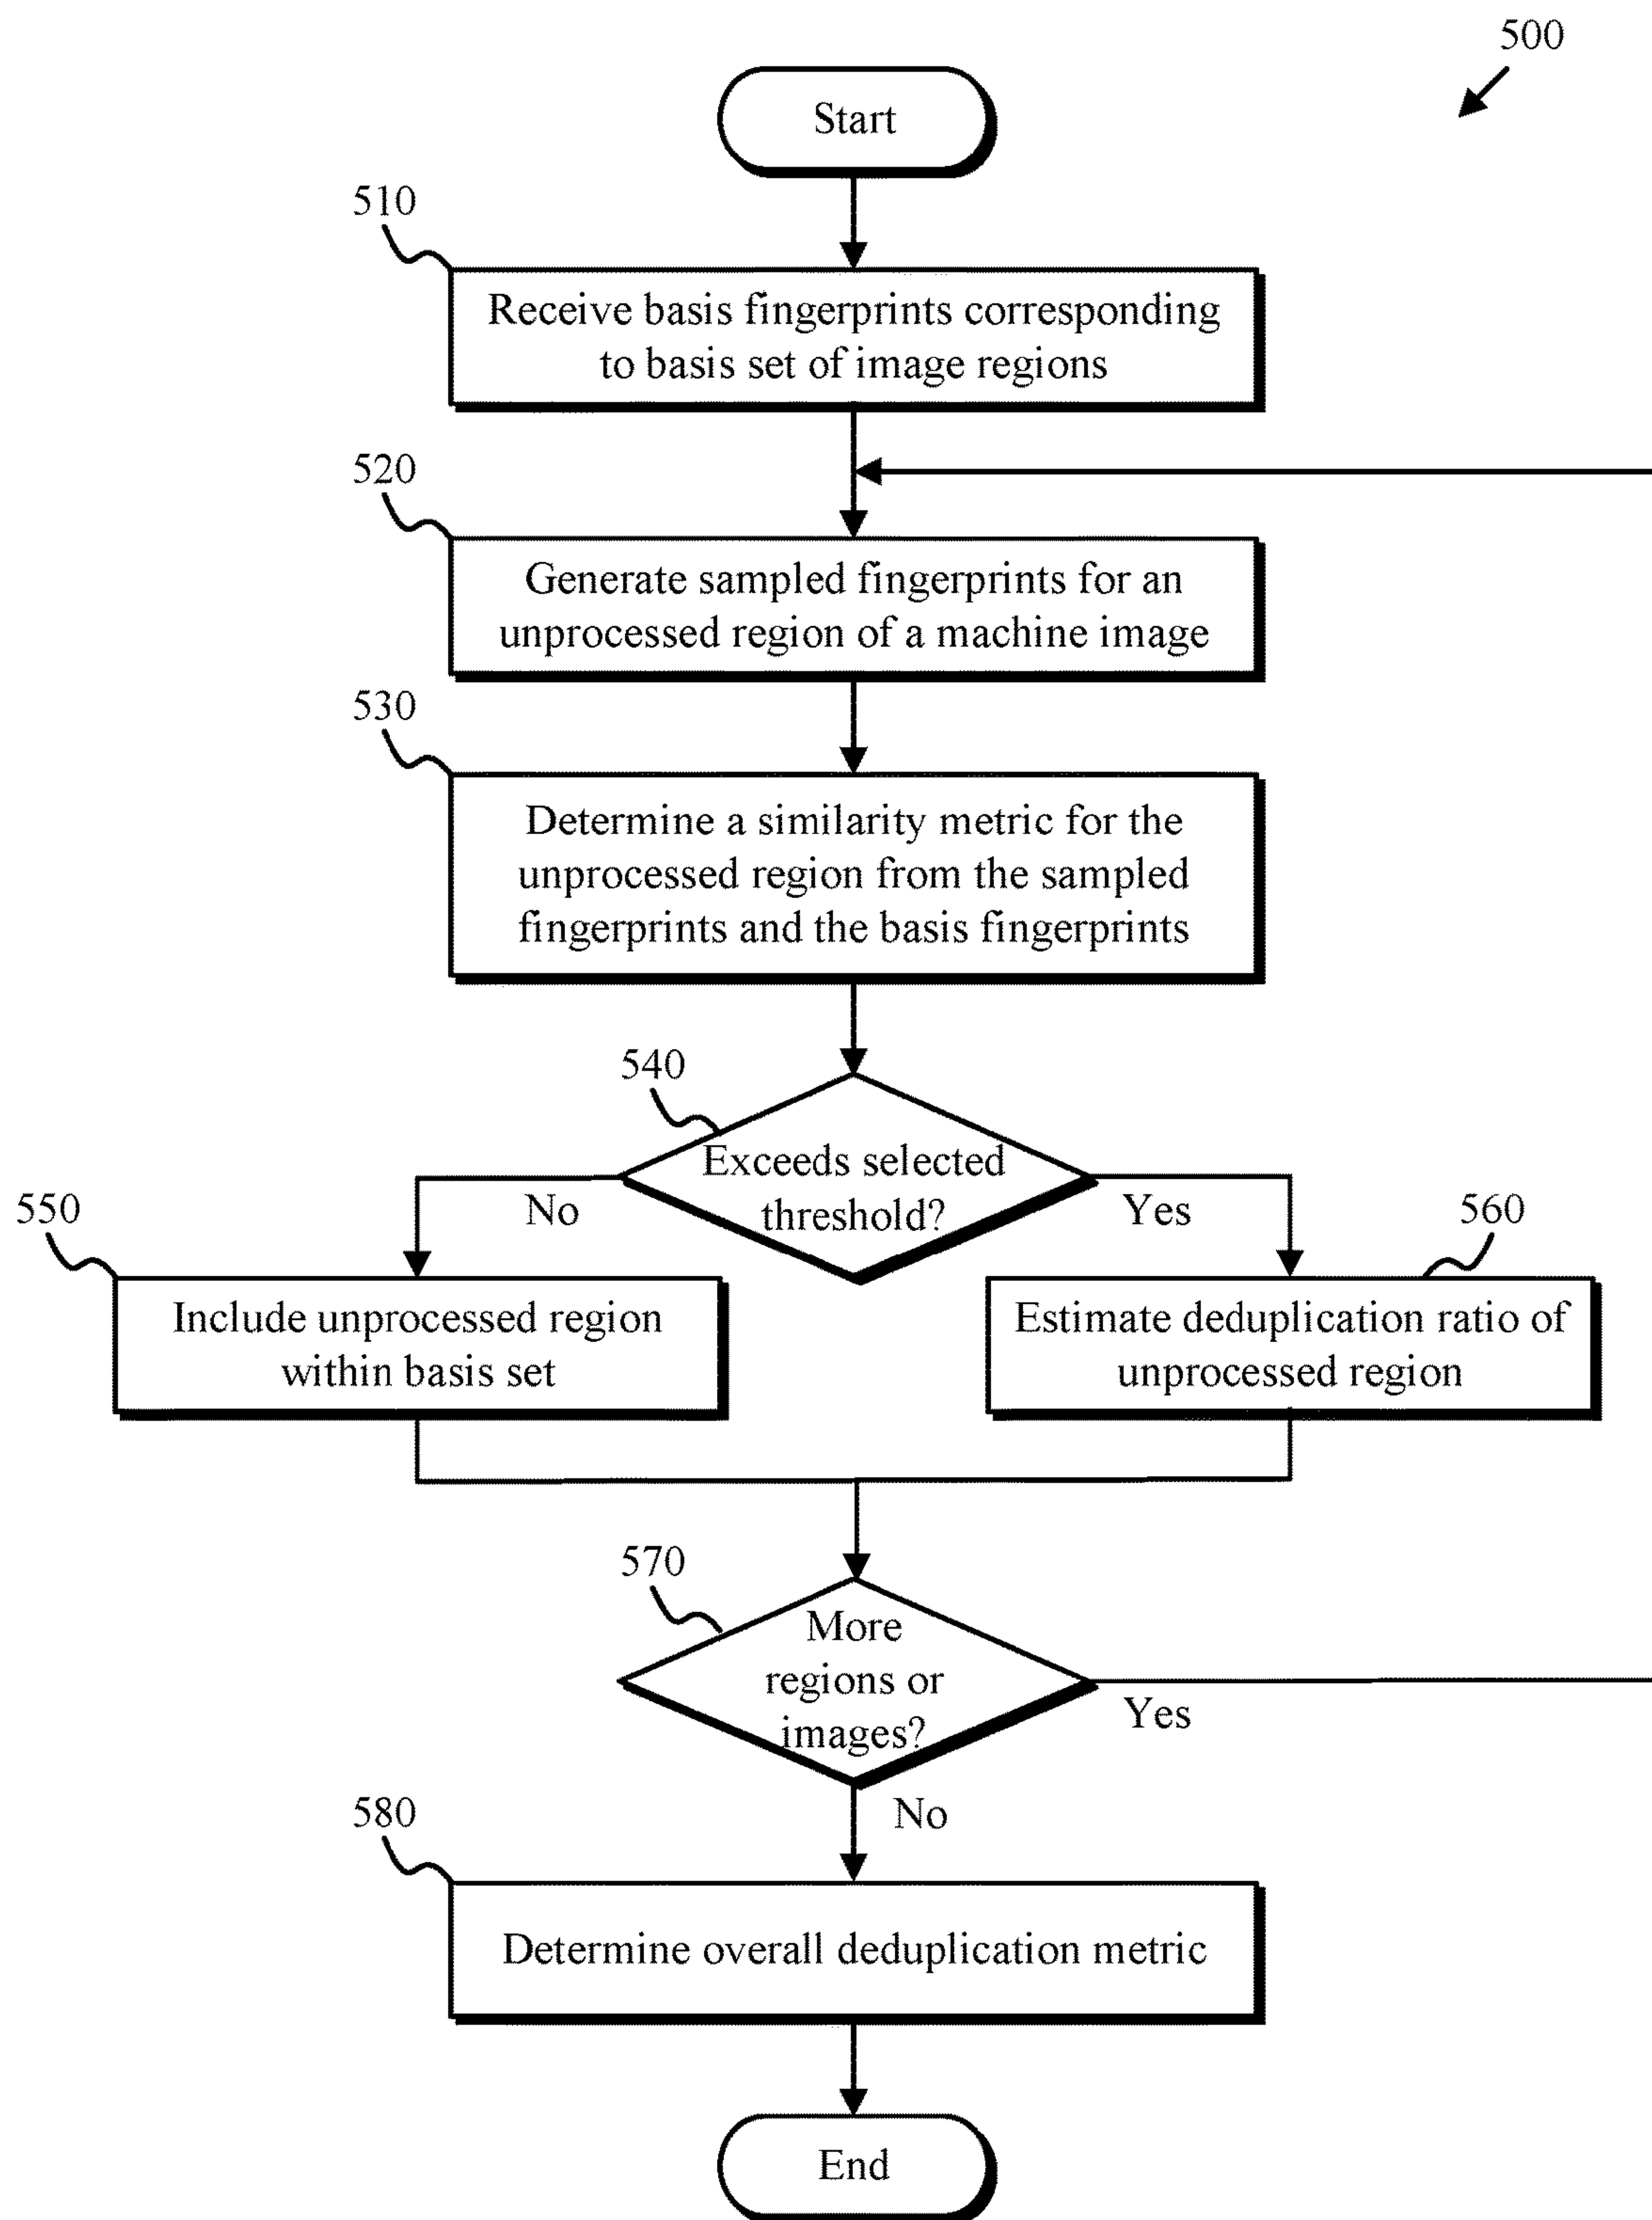 500
Start
510
Receive basis fingerprints corresponding
to basis set of image regions
520
Generate sampled fingerprints for an
unprocessed region of a machine image
530
Determine a similarity metric for the
unprocessed region from the sampled
fingerprints and the basis fingerprints
540
Exceeds selected
threshold?
No
Yes
550
Include unprocessed region
within basis set
560
Estimate deduplication ratio of
unprocessed region
570
More
regions or
images?
Yes
No
580
Determine overall deduplication metric
End